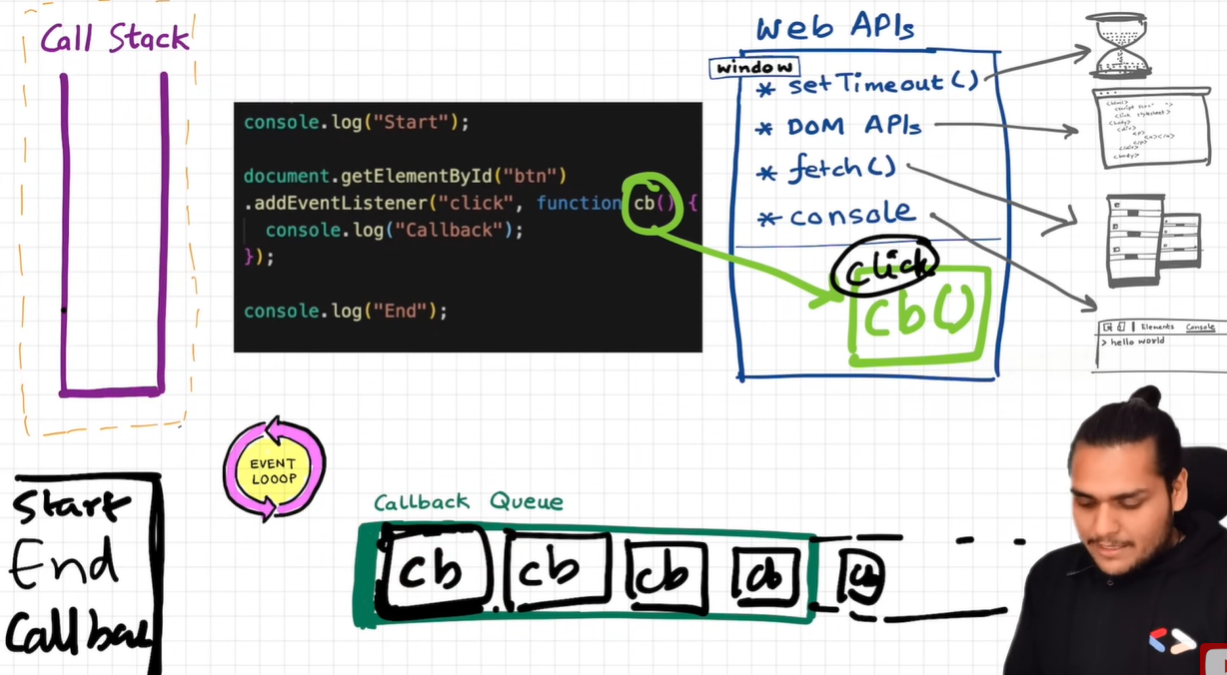 Call Stack
console.log("Start");
document.getElementById("btn")
.addEventListener("click", function cb() {
console.log("Callback");
});
console.log("End");
Web APIs
window
* setTimeout()
* DOM APIs
* fetch()
* console
click
cb()
Elements Console
> hello world
EVENT
LOOOP
Callback Queue
cb cb cb cb cb
Start
End
Callbac